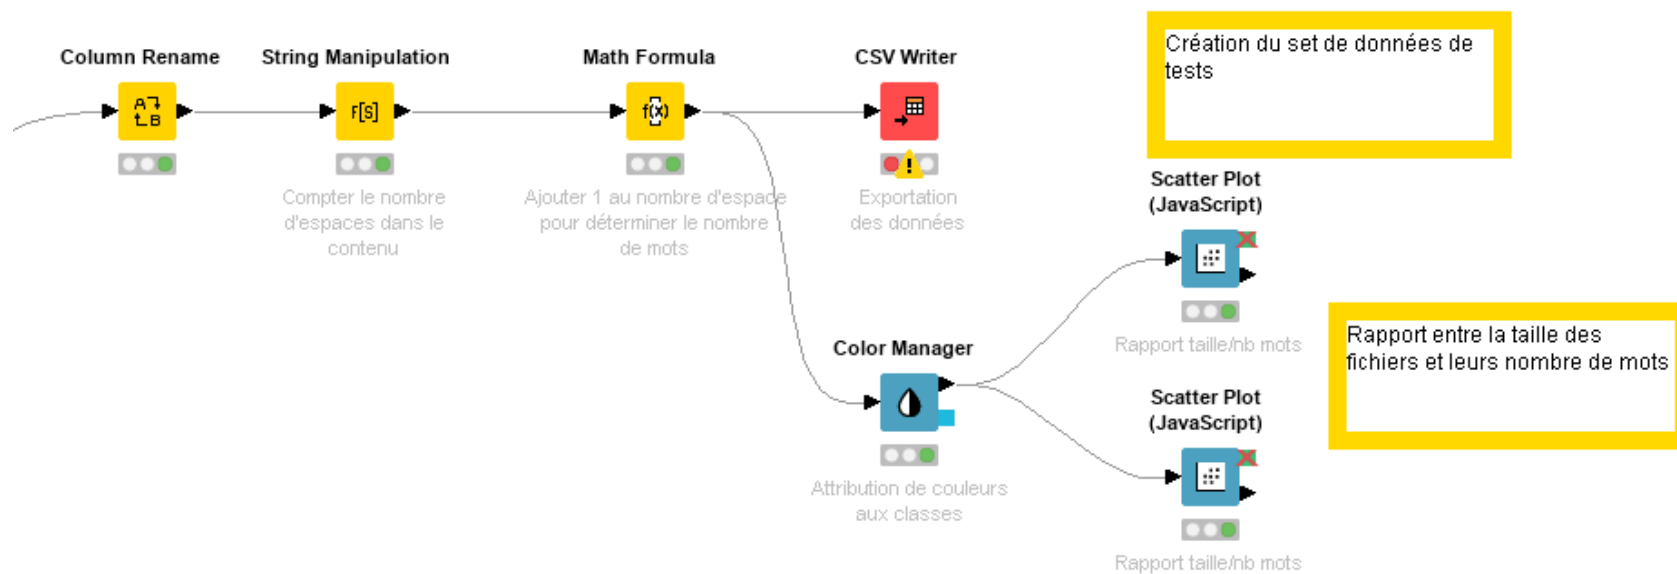 Column Rename
String Manipulation
Math Formula
CSV Writer
Création du set de données de
tests
A
B
F[S]
f(x)
Compter le nombre
d'espaces dans le
contenu
Ajouter 1 au nombre d'espace
pour déterminer le nombre
de mots
Exportation
des données
Scatter Plot
(JavaScript)
Rapport taille/nb mots
Rapport entre la taille des
fichiers et leurs nombre de mots
Color Manager
Attribution de couleurs
aux classes
Scatter Plot
(JavaScript)
Rapport taille/nb mots